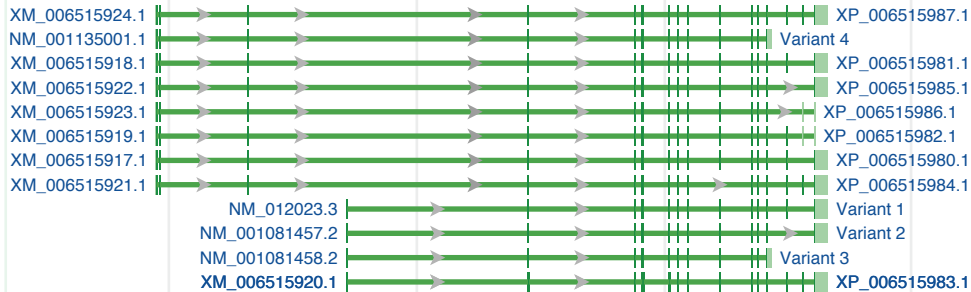 XM_006515924.1 XP_006515987.1
NM_001135001.1 Variant 4
XM_006515918.1 XP_006515981.1
XM_006515922.1 XP_006515985.1
XM_006515923.1 XP_006515986.1
XM_006515919.1 XP_006515982.1
XM_006515917.1 XP_006515980.1
XM_006515921.1 XP_006515984.1
NM_012023.3 Variant 1
NM_001081457.2 Variant 2
NM_001081458.2 Variant 3
XM_006515920.1 XP_006515983.1